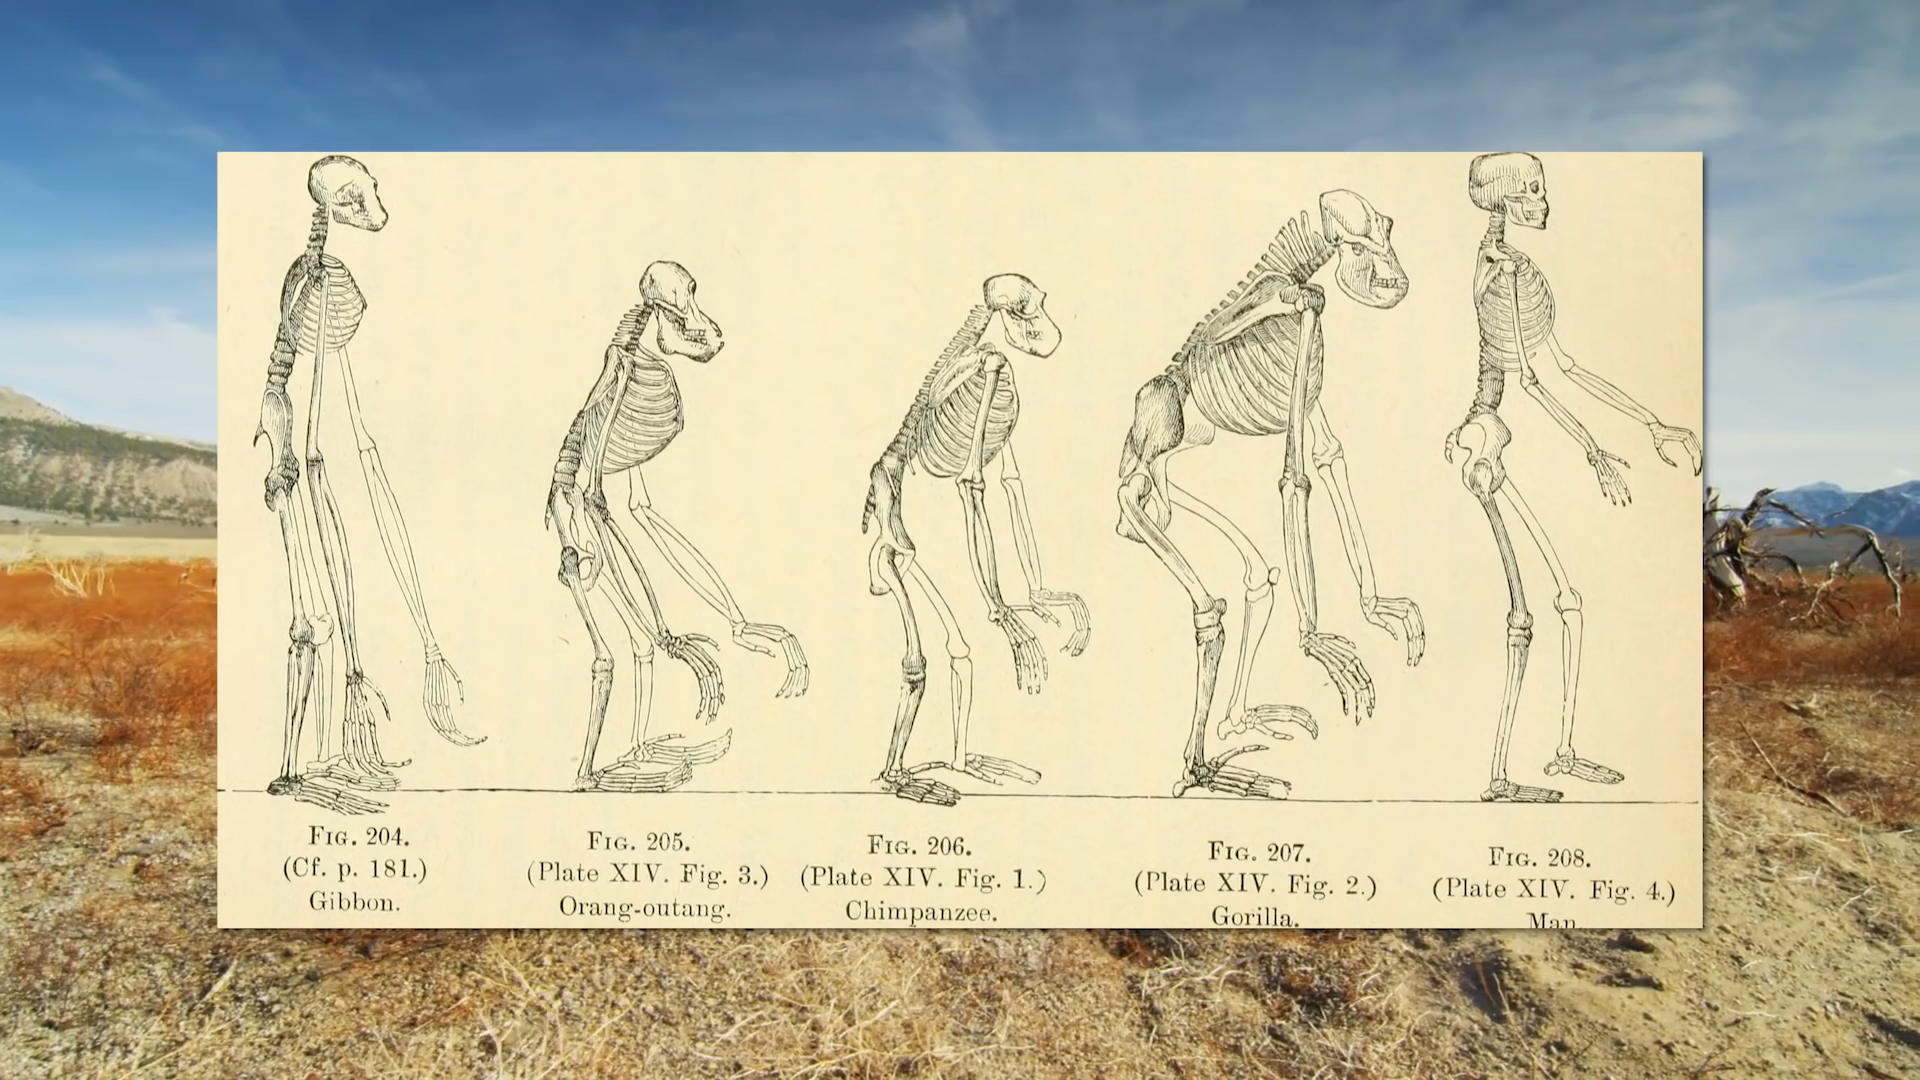 FIG. 204.
(Cf. p. 181.)
Gibbon.
FIG. 205.
(Plate XIV. Fig. 3.)
Orang-outang.
FIG. 206.
(Plate XIV. Fig. 1.)
Chimpanzee.
FIG. 207.
(Plate XIV. Fig. 2.)
Gorilla.
FIG. 208.
(Plate XIV. Fig. 4.)
Man